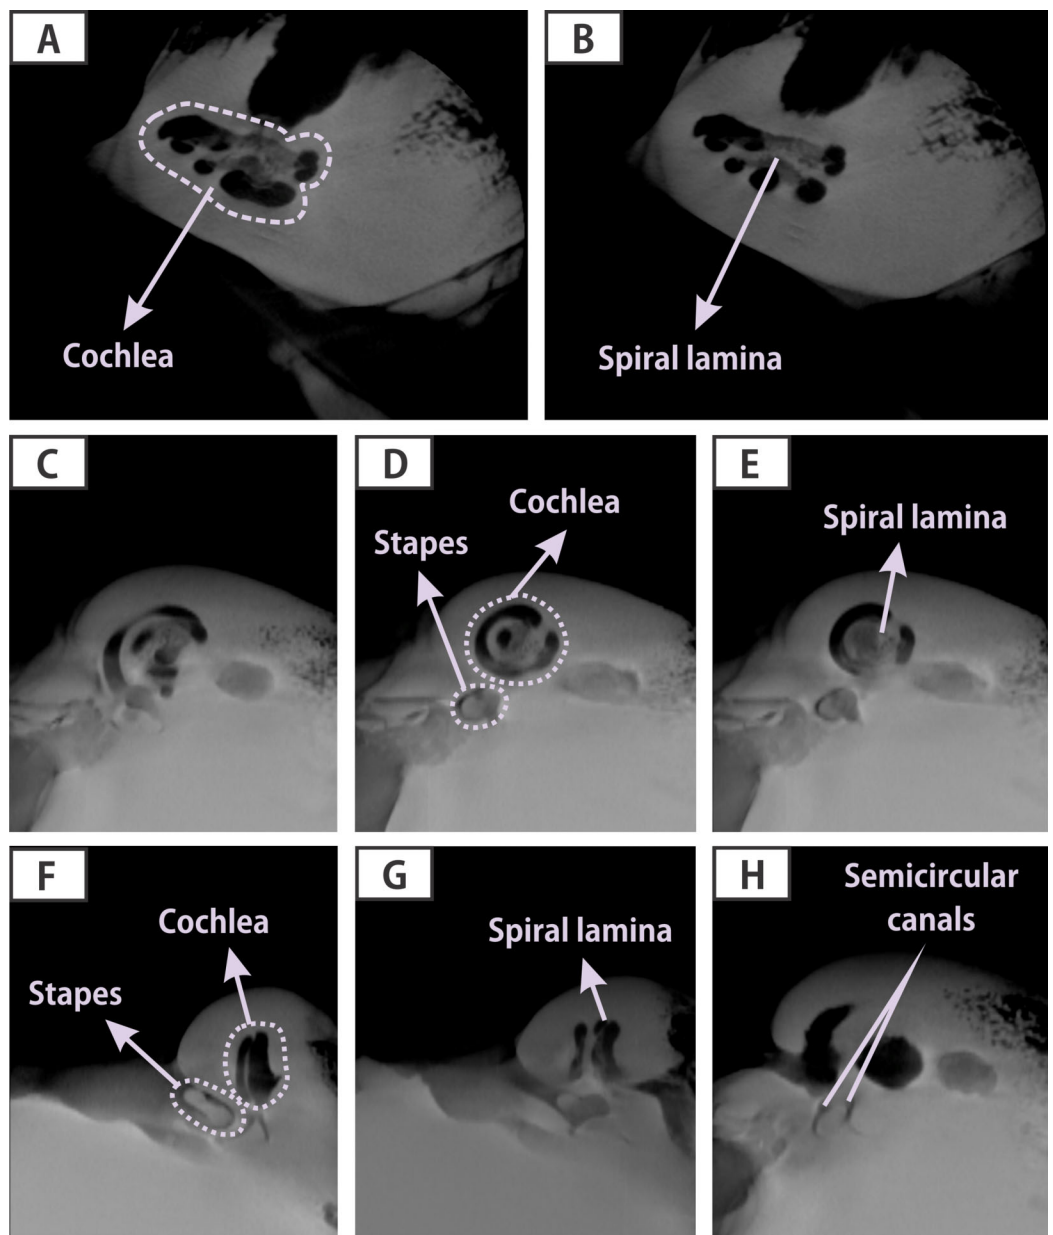 A
B
Cochlea
Spiral lamina
C
D
E
Cochlea
Stapes
Spiral lamina
F
G
H
Cochlea
Stapes
Spiral lamina
Semicircular
canals